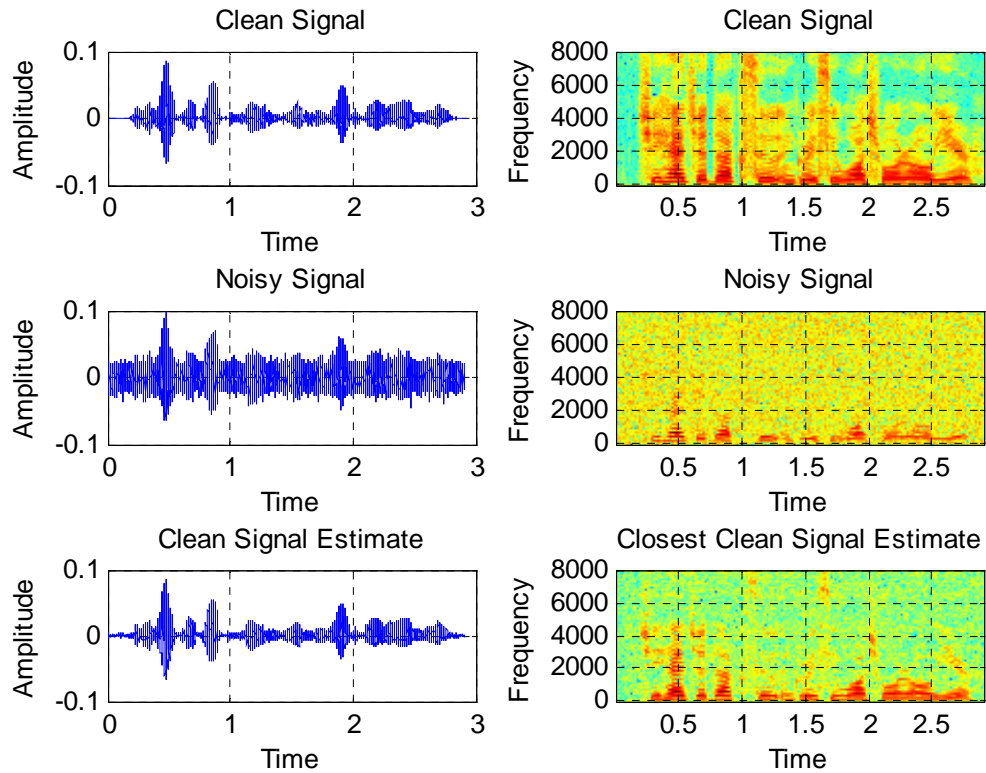 Clean Signal
Amplitude
0.1
0
-0.1
0 1 2 3
Time
Clean Signal
Frequency
8000
6000
4000
2000
0
0.5 1 1.5 2 2.5
Time
Noisy Signal
Amplitude
0.1
0
-0.1
0 1 2 3
Time
Noisy Signal
Frequency
8000
6000
4000
2000
0
0.5 1 1.5 2 2.5
Time
Clean Signal Estimate
Amplitude
0.1
0
-0.1
0 1 2 3
Time
Closest Clean Signal Estimate
Frequency
8000
6000
4000
2000
0
0.5 1 1.5 2 2.5
Time